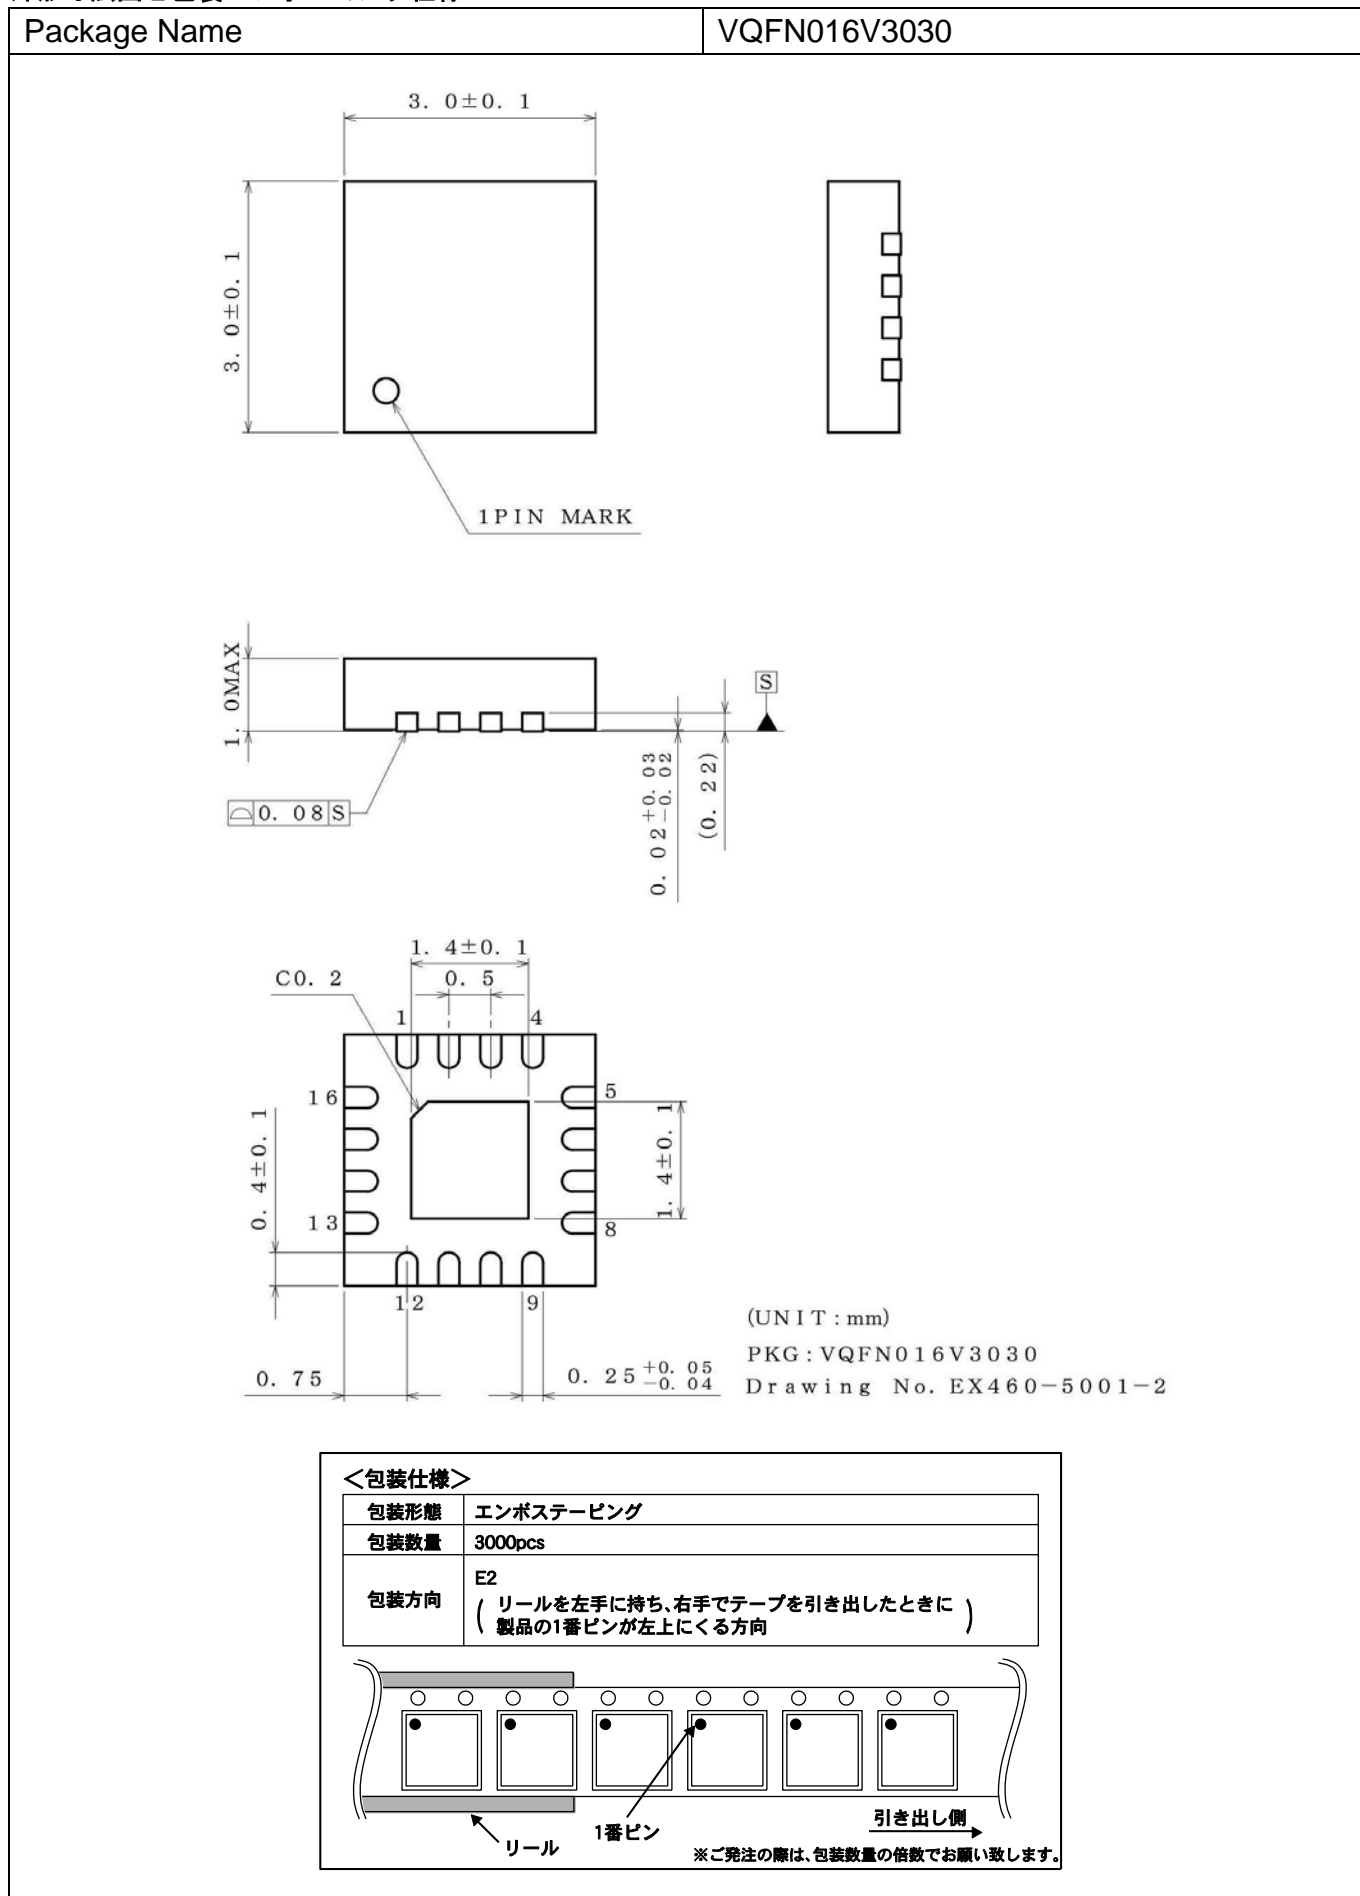 Package Name VQFN016V3030
3.0±0.1
3.0±0.1
1PIN MARK
1.0MAX
S
0.08 S
0.02+0.03 −0.02
(0.22)
1.4±0.1
C0.2
0.5
1 4
16 5
0.4±0.1
1.4±0.1
13 8
12 9
0.75
0.25+0.05 −0.04
(UNIT:mm)
PKG:VQFN016V3030
Drawing No. EX460−5001−2
<包装仕様>
包装形態 エンボステーピング
包装数量 3000pcs
包装方向 E2
( リールを左手に持ち、右手でテープを引き出したときに
製品の1番ピンが左上にくる方向 )
リール
1番ピン
引き出し側
※ご発注の際は、包装数量の倍数でお願い致します。